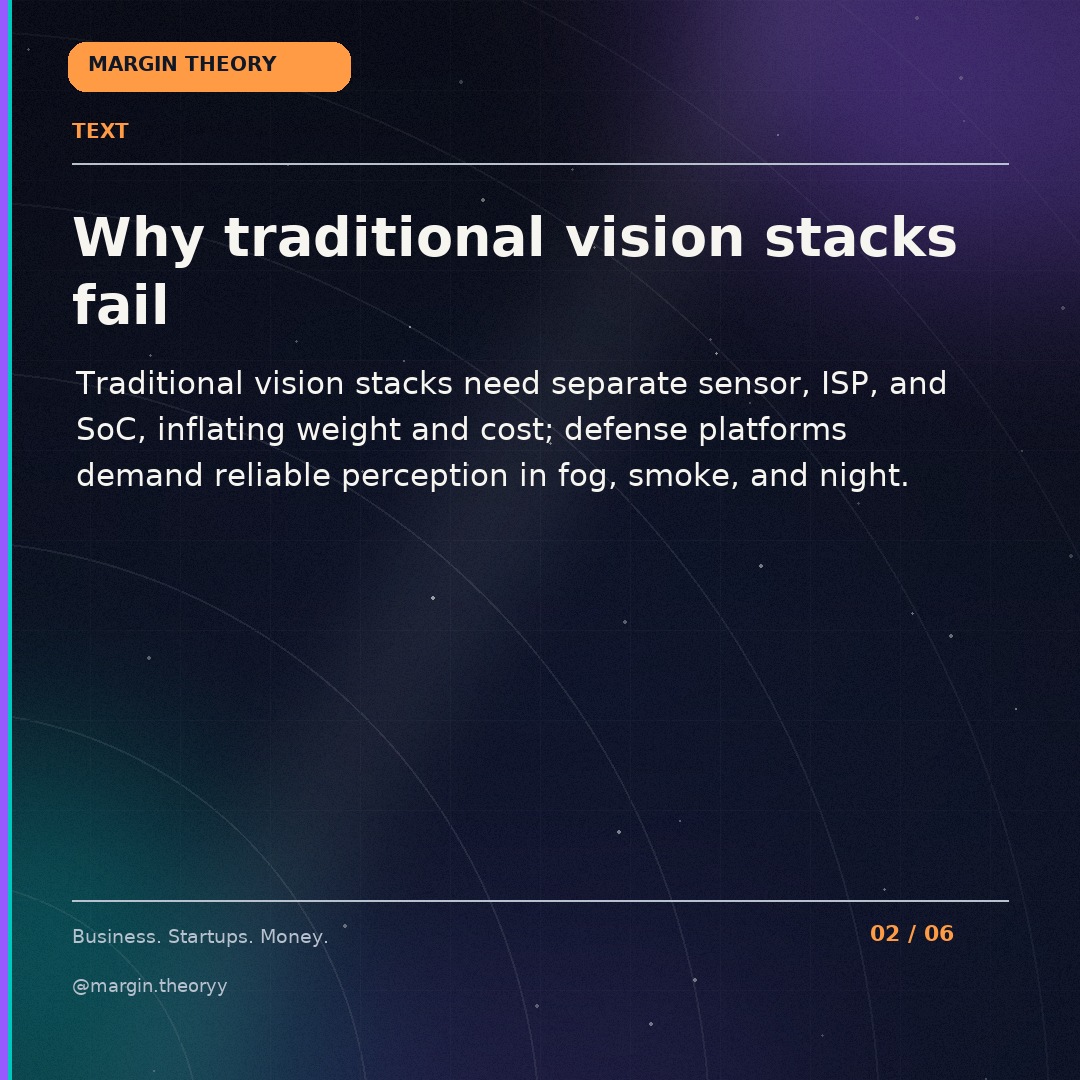 MARGIN THEORY
TEXT
Why traditional vision stacks
fail
Traditional vision stacks need separate sensor, ISP, and
SoC, inflating weight and cost; defense platforms
demand reliable perception in fog, smoke, and night.
Business. Startups. Money.
02 / 06
@margin.theoryy